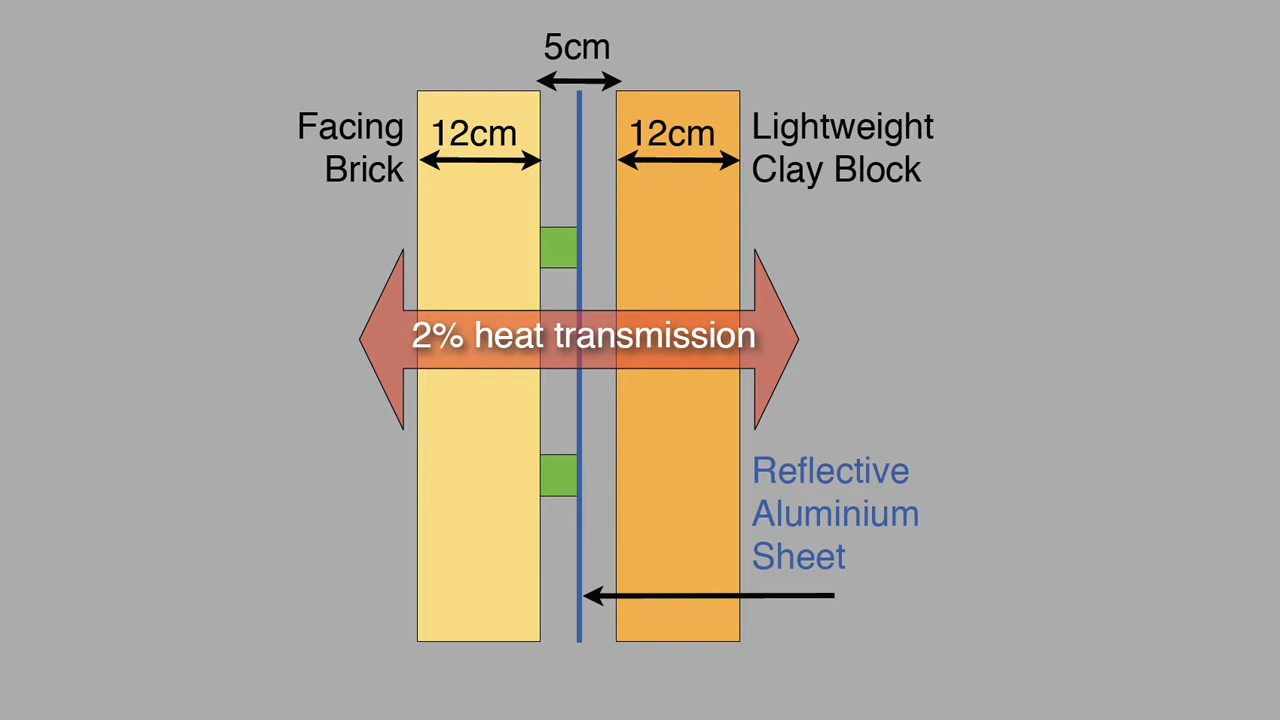 5cm
Facing
Brick
12cm
12cm
Lightweight
Clay Block
2% heat transmission
Reflective
Aluminium
Sheet